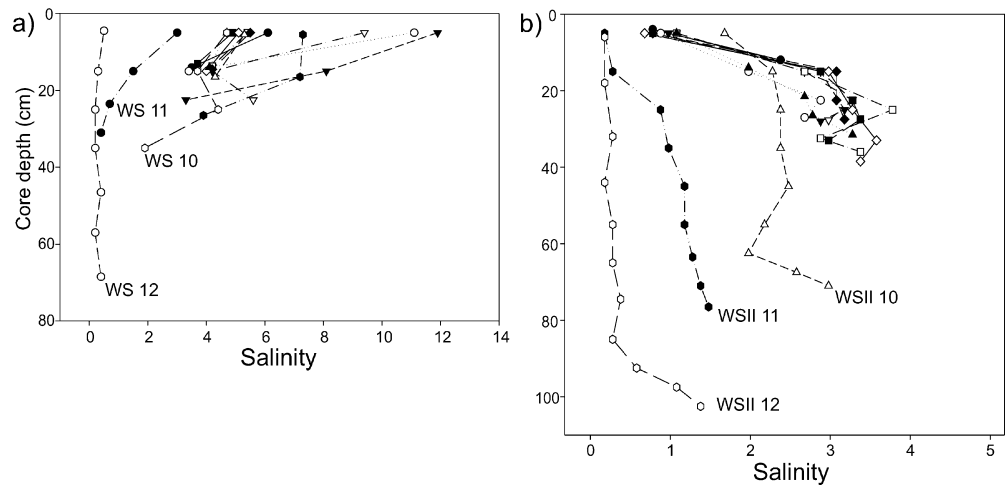 a)
0
20
40
60
80
Core depth (cm)
WS 11
WS 10
WS 12
0 2 4 6 8 10 12 14
Salinity
b)
0
20
40
60
80
100
WSII 10
WSII 11
WSII 12
0 1 2 3 4 5
Salinity